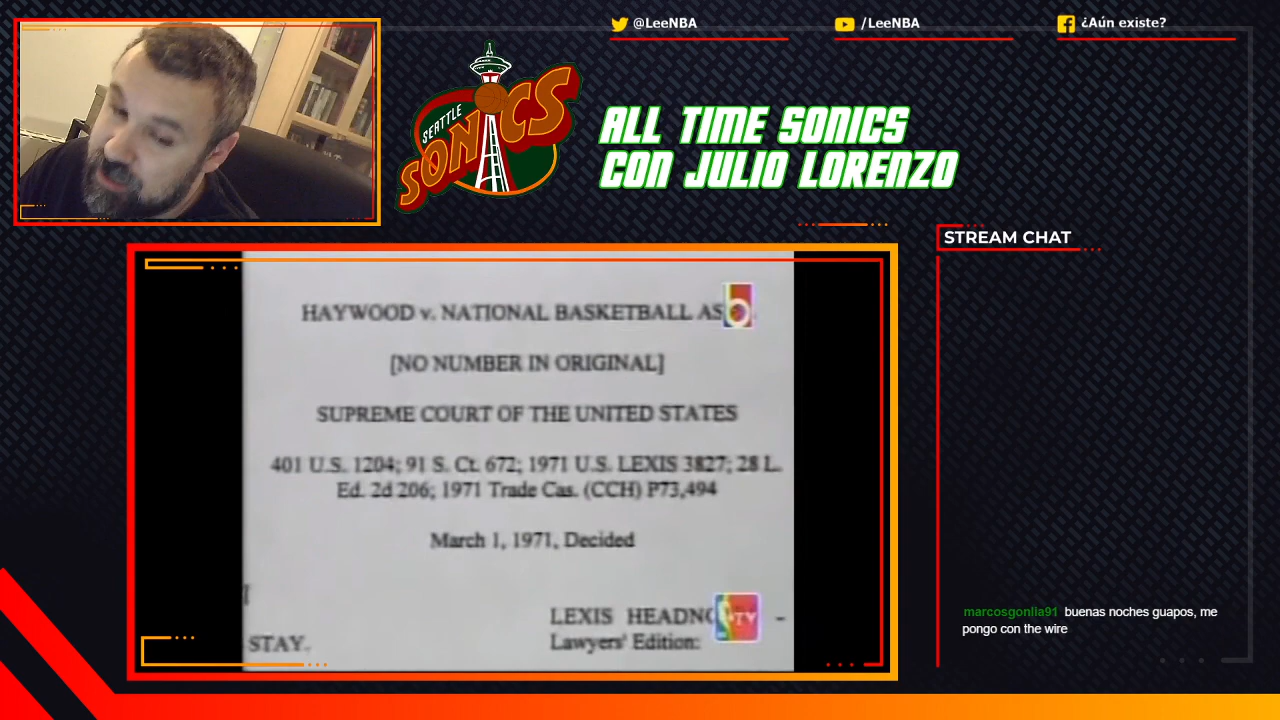 @LeeNBA
/LeeNBA
¿Aún existe?
SEATTLE
SONICS
ALL TIME SONICS
CON JULIO LORENZO
STREAM CHAT
HAYWOOD v. NATIONAL BASKETBALL
[NO NUMBER IN ORIGINAL]
SUPREME COURT OF THE UNITED STATES
401 U.S. 1204; 91 S. Ct. 672; 1971 U.S. LEXIS 3827; 28 L.
Ed. 2d 206; 1971 Trade Cas. (CCH) P73,494
March 1, 1971, Decided
LEXIS -
TV
STAY.
Lawyers' Edition:
marcosgonlia91 buenas noches guapos, me
pongo con the wire